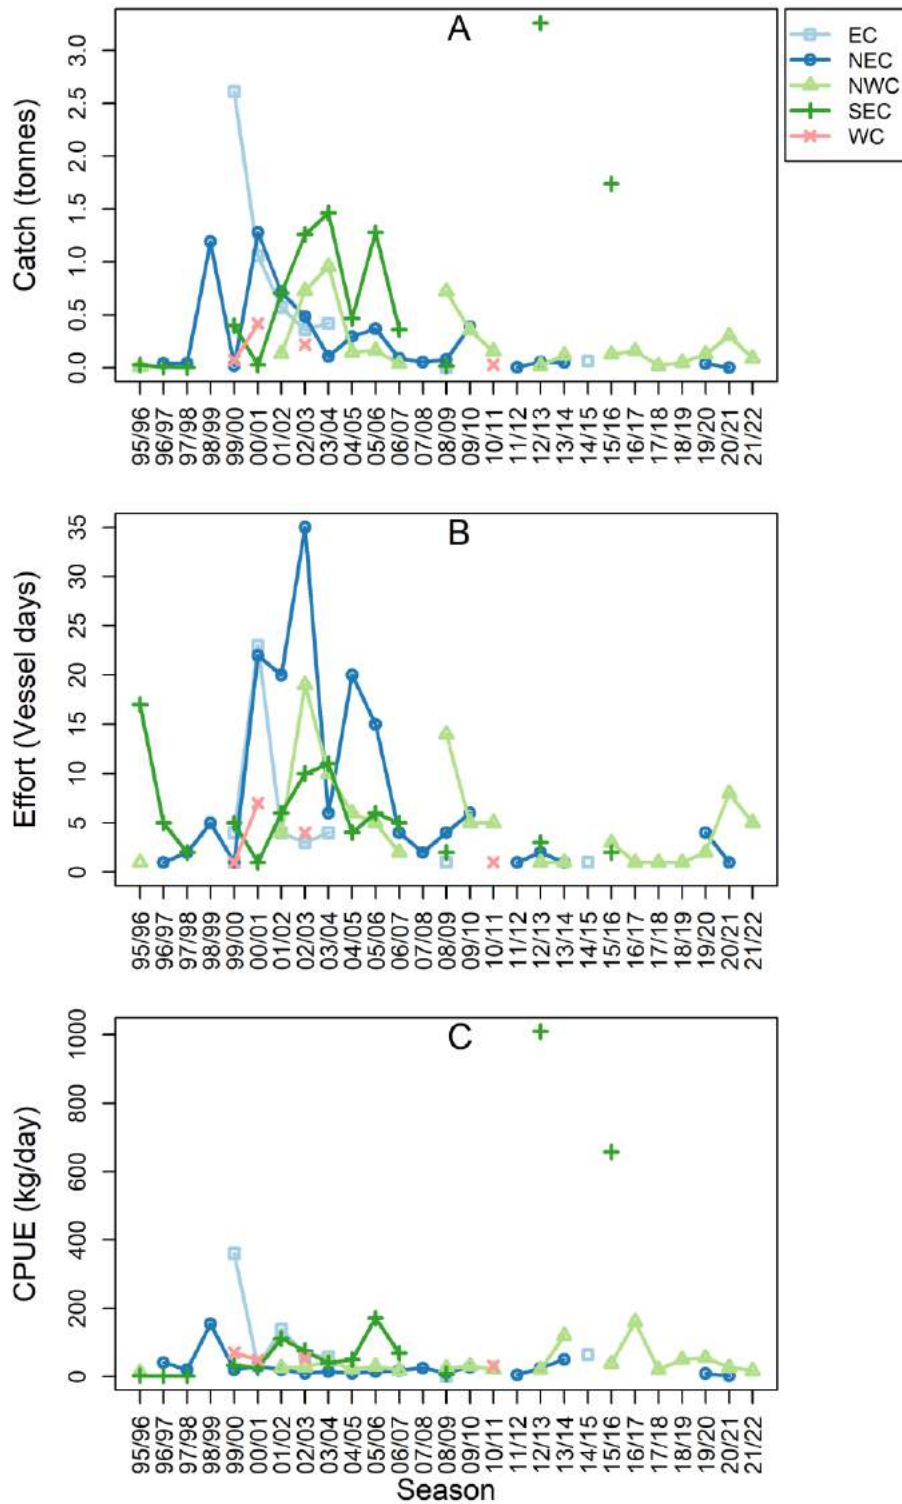 A
EC
NEC
NWC
SEC
WC
Catch (tonnes)
3.0
2.5
2.0
1.5
1.0
0.5
0.0
95/96 96/97 97/98 98/99 99/00 00/01 01/02 02/03 03/04 04/05 05/06 06/07 07/08 08/09 09/10 10/11 11/12 12/13 13/14 14/15 15/16 16/17 17/18 18/19 19/20 20/21 21/22
B
Effort (Vessel days)
35
30
25
20
15
10
5
0
95/96 96/97 97/98 98/99 99/00 00/01 01/02 02/03 03/04 04/05 05/06 06/07 07/08 08/09 09/10 10/11 11/12 12/13 13/14 14/15 15/16 16/17 17/18 18/19 19/20 20/21 21/22
C
CPUE (kg/day)
1000
800
600
400
200
0
95/96 96/97 97/98 98/99 99/00 00/01 01/02 02/03 03/04 04/05 05/06 06/07 07/08 08/09 09/10 10/11 11/12 12/13 13/14 14/15 15/16 16/17 17/18 18/19 19/20 20/21 21/22
Season